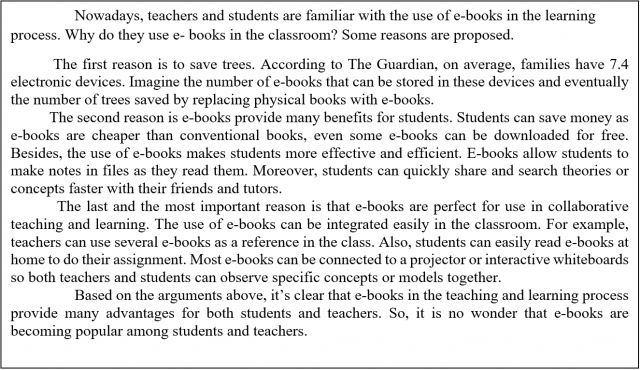 Nowadays, teachers and students are familiar with the use of e-books in the learning
process. Why do they use e- books in the classroom? Some reasons are proposed.
The first reason is to save trees. According to The Guardian, on average, families have 7.4
electronic devices. Imagine the number of e-books that can be stored in these devices and eventually
the number of trees saved by replacing physical books with e-books.
The second reason is e-books provide many benefits for students. Students can save money as
e-books are cheaper than conventional books, even some e-books can be downloaded for free.
Besides, the use of e-books makes students more effective and efficient. E-books allow students to
make notes in files as they read them. Moreover, students can quickly share and search theories or
concepts faster with their friends and tutors.
The last and the most important reason is that e-books are perfect for use in collaborative
teaching and learning. The use of e-books can be integrated easily in the classroom. For example,
teachers can use several e-books as a reference in the class. Also, students can easily read e-books at
home to do their assignment. Most e-books can be connected to a projector or interactive whiteboards
so both teachers and students can observe specific concepts or models together.
Based on the arguments above, it's clear that e-books in the teaching and learning process
provide many advantages for both students and teachers. So, it is no wonder that e-books are
becoming popular among students and teachers.